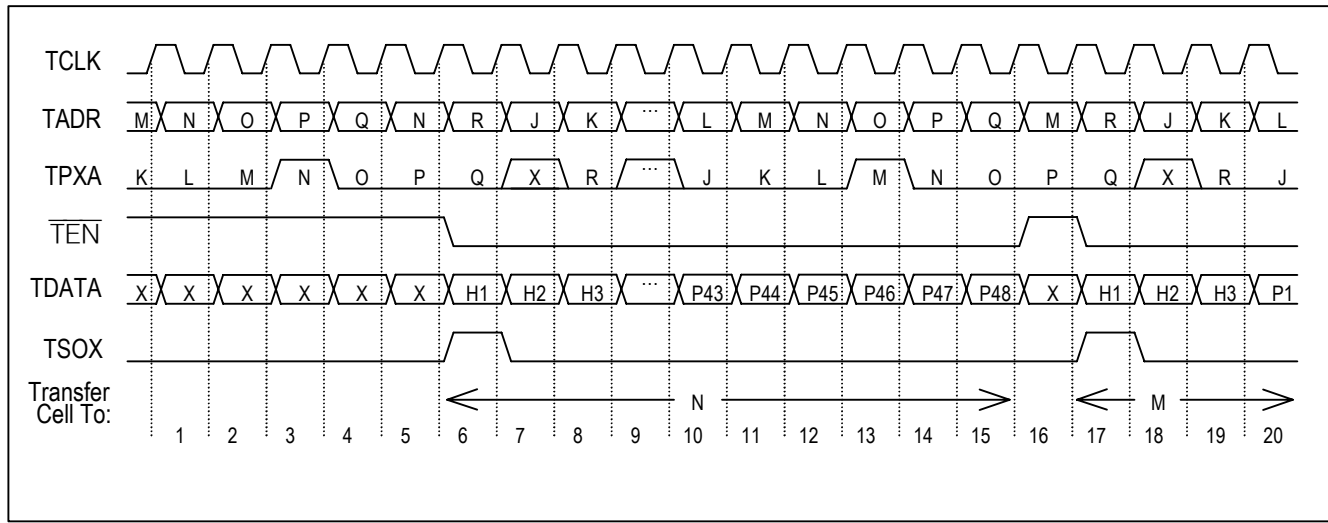 TCLK
TADR M N O P Q N R J K ... L M N O P Q M R J K L
TPXA K L M N O P Q X R ... J K L M N O P Q X R J
TEN
TDATA X X X X X X H1 H2 H3 ... P43 P44 P45 P46 P47 P48 X H1 H2 H3 P1
TSOX
Transfer
Cell To: N M
1 2 3 4 5 6 7 8 9 10 11 12 13 14 15 16 17 18 19 20